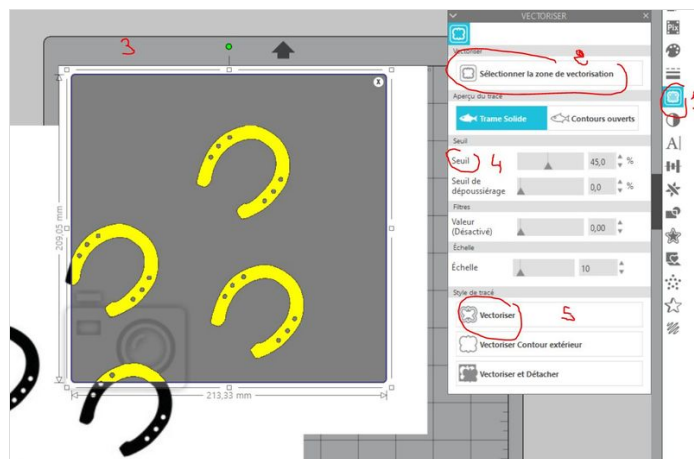 VECTORISER
Vectoriser
Sélectionner la zone de vectorisation
Aperçu du tracé
Trame Solide
Contours ouverts
Seuil
Seuil 45,0 %
Seuil de dépoussiérage 0,0 %
Filtres
Valeur (Désactivé) 0,00
Échelle
Échelle 10
Style de tracé
Vectoriser
Vectoriser Contour extérieur
Vectoriser et Détacher
3
4
5
209,05 mm
213,33 mm
Pix
A